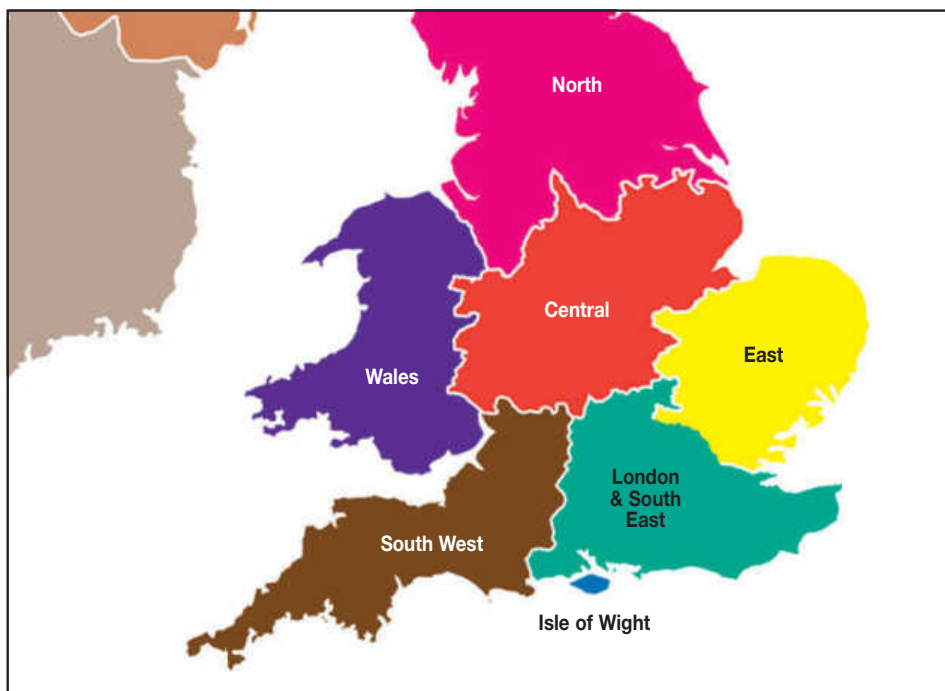 North
Central
East
Wales
London
& South
East
South West
Isle of Wight